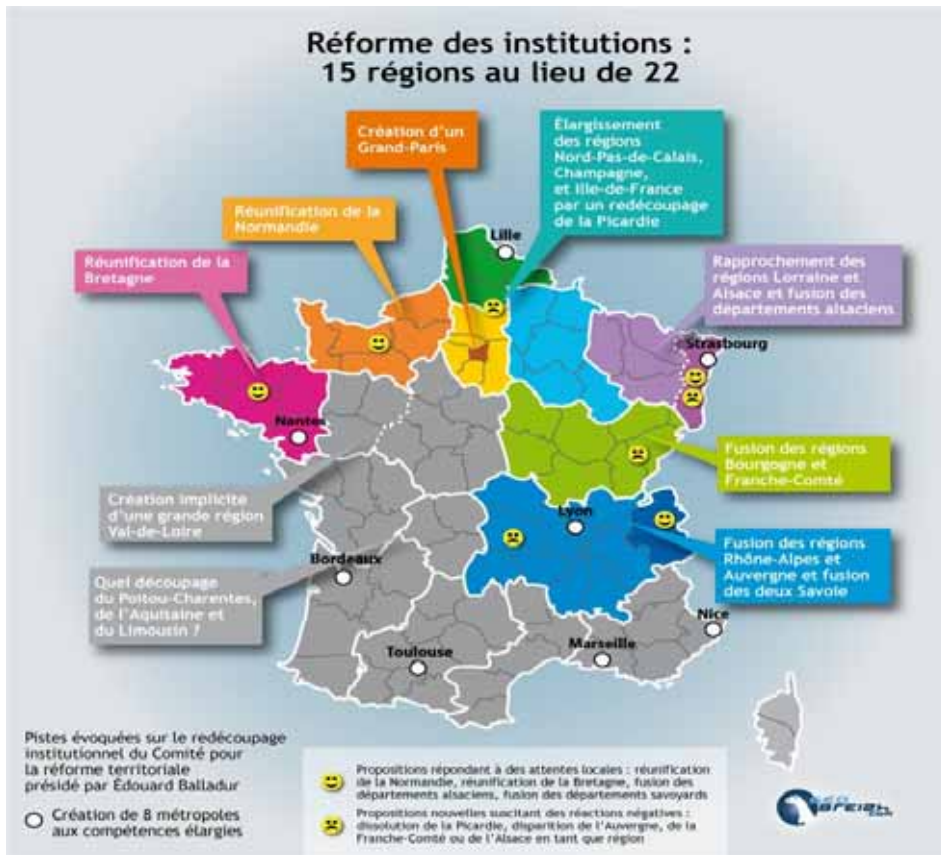 Réforme des institutions :
15 régions au lieu de 22
Création d'un
Grand-Paris
Élargissement
des régions
Nord-Pas-de-Calais,
Champagne,
et Ille-de-France
par un redécoupage
de la Picardie
Réunification de la
Normandie
Réunification de la
Bretagne
Lille
Rapprochement des
régions Lorraine et
Alsace et fusion des
départements alsaciens
Strasbourg
Nantes
Fusion des régions
Bourgogne et
Franche-Comté
Création implicite
d'une grande région
Val-de-Loire
Lyon
Fusion des régions
Rhône-Alpes et
Auvergne et fusion
des deux Savoie
Bordeaux
Quel découpage
du Poitou-Charentes,
de l'Aquitaine et
du Limousin ?
Nice
Marseille
Toulouse
Pistes évoquées sur le redécoupage
institutionnel du Comité pour
la réforme territoriale
présidé par Édouard Balladur
Création de 8 métropoles
aux compétences élargies
Propositions répondant à des attentes locales : réunification
de la Normandie, réunification de la Bretagne, fusion des
départements alsaciens, fusion des départements savoyards
Propositions nouvelles suscitant des réactions négatives :
dissolution de la Picardie, disparition de l'Auvergne, de la
Franche-Comté ou de l'Alsace en tant que région